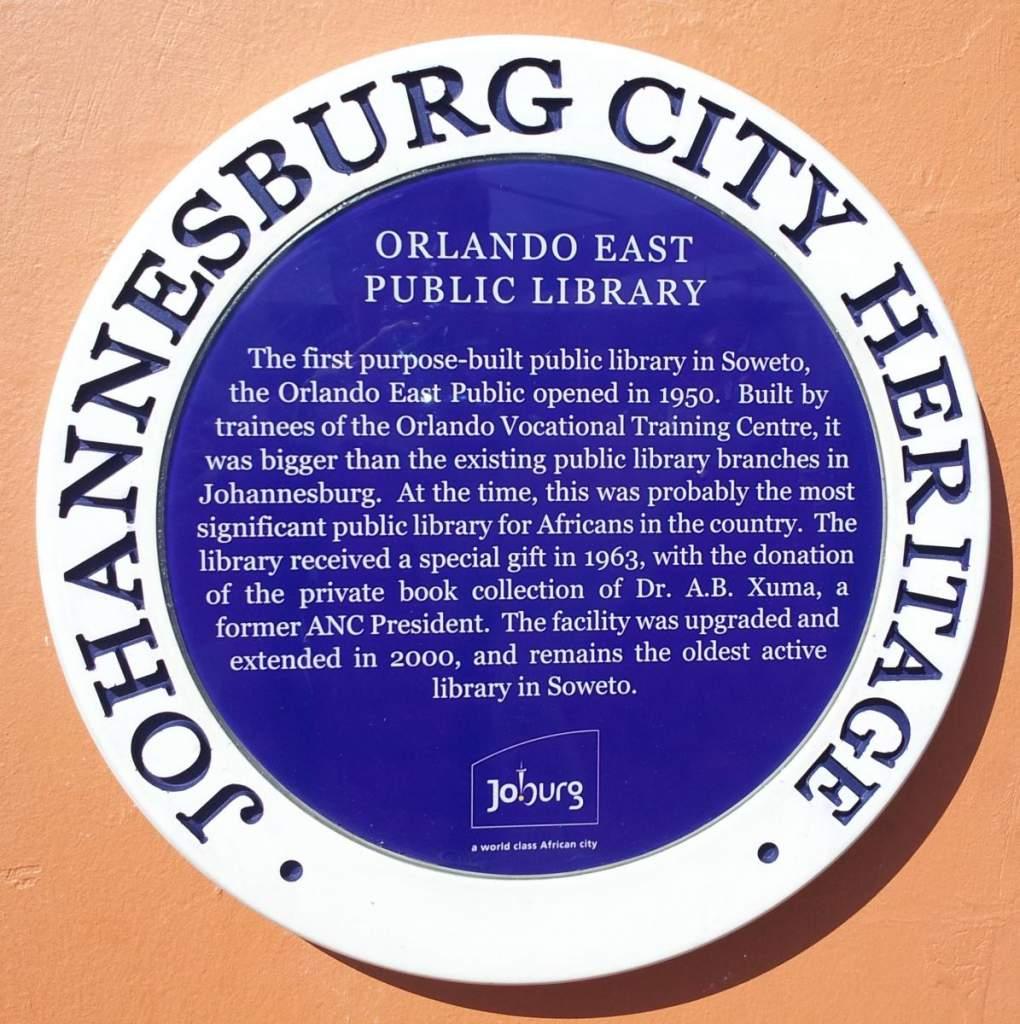 JOHANNESBURG CITY HERITAGE
ORLANDO EAST
PUBLIC LIBRARY
The first purpose-built public library in Soweto,
the Orlando East Public opened in 1950. Built by
trainees of the Orlando Vocational Training Centre, it
was bigger than the existing public library branches in
Johannesburg. At the time, this was probably the most
significant public library for Africans in the country. The
library received a special gift in 1963, with the donation
of the private book collection of Dr. A.B. Xuma, a
former ANC President. The facility was upgraded and
extended in 2000, and remains the oldest active
library in Soweto.
Joburg
a world class African city